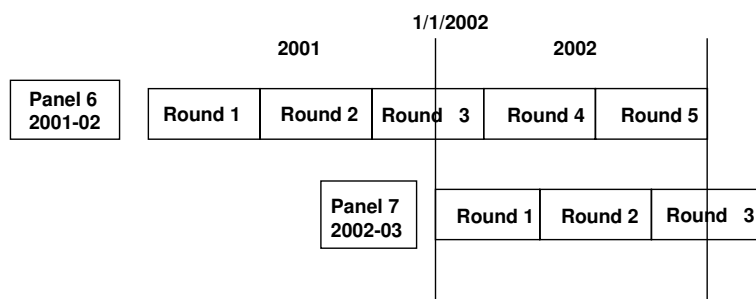 1/1/2002
2001 2002
Panel 6
2001-02
Round 1 Round 2 Round 3 Round 4 Round 5
Panel 7
2002-03
Round 1 Round 2 Round 3